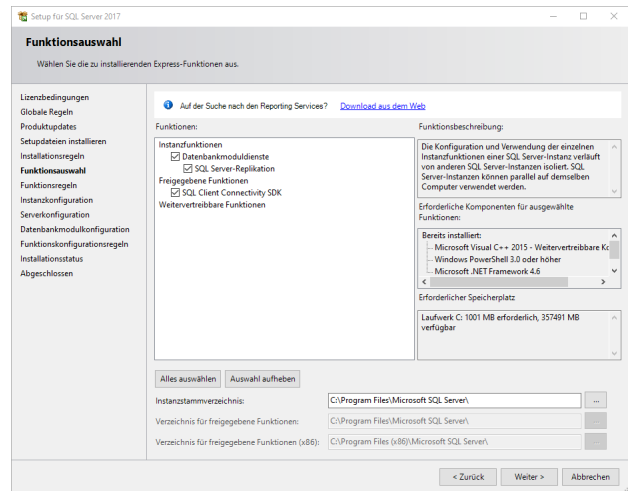 Setup für SQL Server 2017
Funktionsauswahl
Wählen Sie die zu installierenden Express-Funktionen aus.
Lizenzbedingungen
Globale Regeln
Produktupdates
Setupdateien installieren
Installationsregeln
Funktionsauswahl
Funktionsregeln
Instanzkonfiguration
Serverkonfiguration
Datenbankmodulkonfiguration
Funktionskonfigurationsregeln
Installationsstatus
Abgeschlossen
Auf der Suche nach den Reporting Services? Download aus dem Web
Funktionen:
Instanzfunktionen
Datenbankmoduldienste
SQL Server-Replikation
Freigegebene Funktionen
SQL Client Connectivity SDK
Weitervertreibbare Funktionen
Funktionsbeschreibung:
Die Konfiguration und Verwendung der einzelnen
Instanzfunktionen einer SQL Server-Instanz verläuft
von anderen SQL Server-Instanzen isoliert. SQL
Server-Instanzen können parallel auf demselben
Computer verwendet werden.
Erforderliche Komponenten für ausgewählte
Funktionen:
Bereits installiert:
Microsoft Visual C++ 2015 - Weitervertreibbare Kc
Windows PowerShell 3.0 oder höher
Microsoft .NET Framework 4.6
Erforderlicher Speicherplatz
Laufwerk C: 1001 MB erforderlich, 357491 MB
verfügbar
Alles auswählen Auswahl aufheben
Instanzstammverzeichnis: C:\Program Files\Microsoft SQL Server\ ...
Verzeichnis für freigegebene Funktionen: C:\Program Files\Microsoft SQL Server\ ...
Verzeichnis für freigegebene Funktionen (x86): C:\Program Files (x86)\Microsoft SQL Server\ ...
< Zurück Weiter > Abbrechen